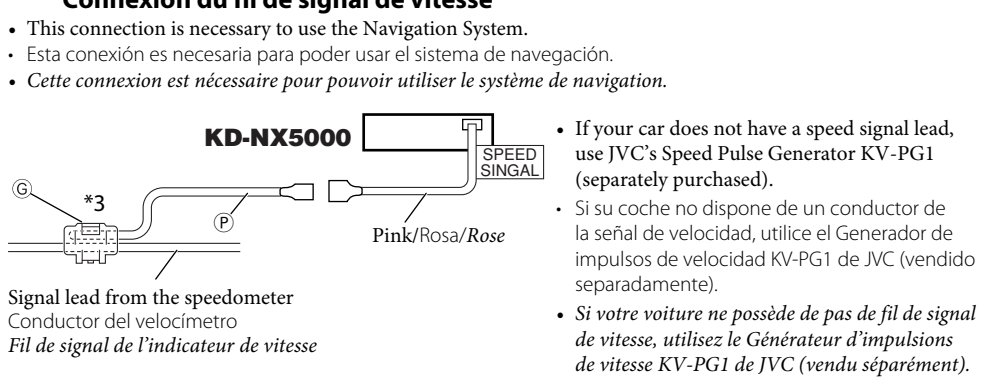 Connexion du fil de signal de vitesse
• This connection is necessary to use the Navigation System.
• Esta conexión es necesaria para poder usar el sistema de navegación.
• Cette connexion est nécessaire pour pouvoir utiliser le système de navigation.
KD-NX5000
SPEED
SINGAL
G
*3
P
Pink/Rosa/Rose
Signal lead from the speedometer
Conductor del velocímetro
Fil de signal de l’indicateur de vitesse
• If your car does not have a speed signal lead,
use JVC’s Speed Pulse Generator KV-PG1
(separately purchased).
• Si su coche no dispone de un conductor de
la señal de velocidad, utilice el Generador de
impulsos de velocidad KV-PG1 de JVC (vendido
separadamente).
• Si votre voiture ne possède de pas de fil de signal
de vitesse, utilisez le Générateur d’impulsions
de vitesse KV-PG1 de JVC (vendu séparément).